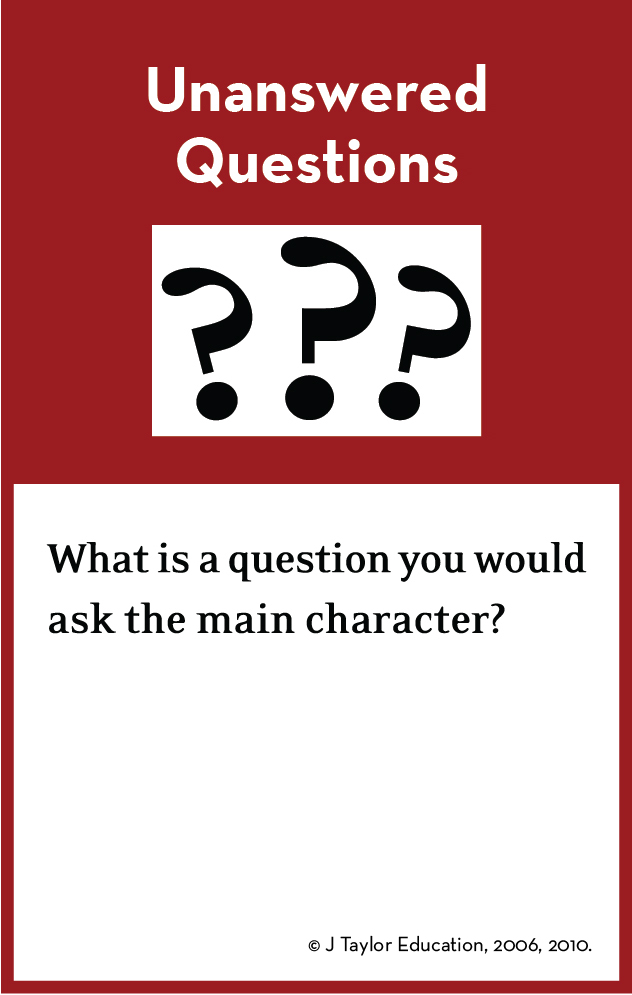 Unanswered
Questions
???
What is a question you would
ask the main character?
© J Taylor Education, 2006, 2010.